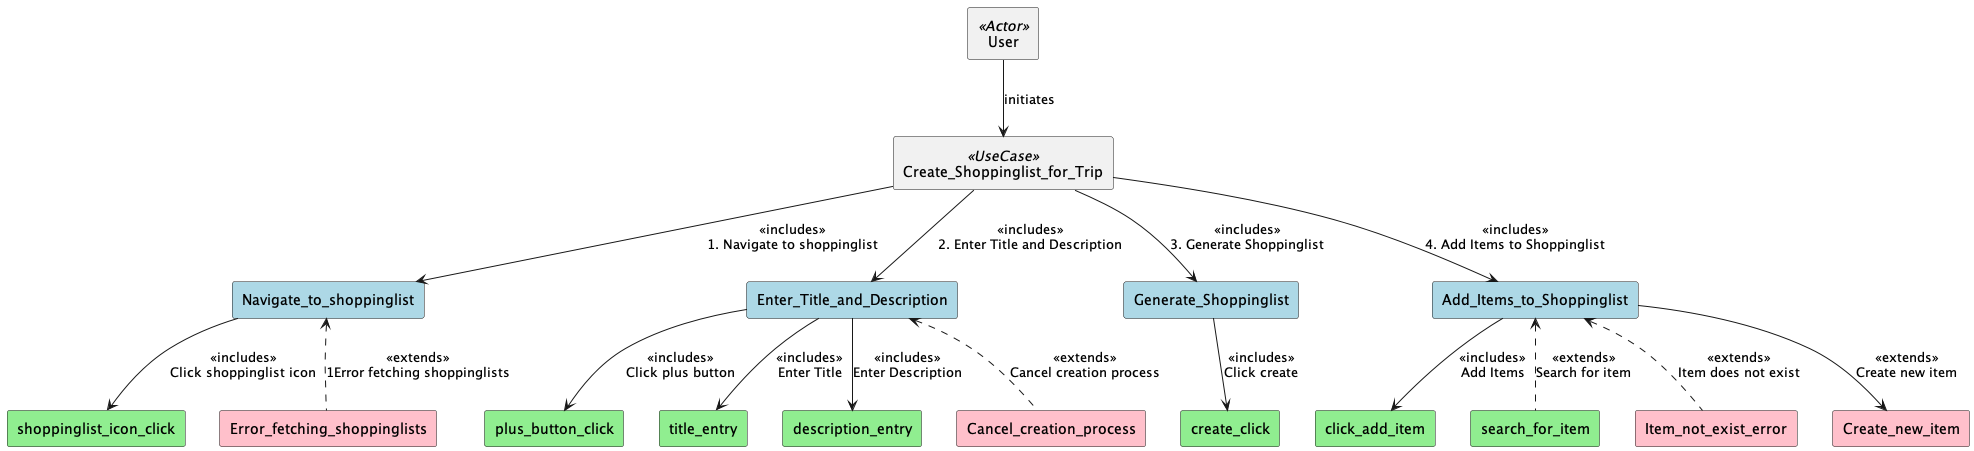 «Actor»
User
initiates
«UseCase»
Create_Shoppinglist_for_Trip
«includes»
1. Navigate to shoppinglist
«includes»
2. Enter Title and Description
«includes»
3. Generate Shoppinglist
«includes»
4. Add Items to Shoppinglist
Navigate_to_shoppinglist
Enter_Title_and_Description
Generate_Shoppinglist
Add_Items_to_Shoppinglist
«includes»
Click shoppinglist icon
«extends»
1Error fetching shoppinglists
«includes»
Click plus button
«includes»
Enter Title
«includes»
Enter Description
«extends»
Cancel creation process
«includes»
Click create
«includes»
Add Items
«extends»
Search for item
«extends»
Item does not exist
«extends»
Create new item
shoppinglist_icon_click
Error_fetching_shoppinglists
plus_button_click
title_entry
description_entry
Cancel_creation_process
create_click
click_add_item
search_for_item
Item_not_exist_error
Create_new_item